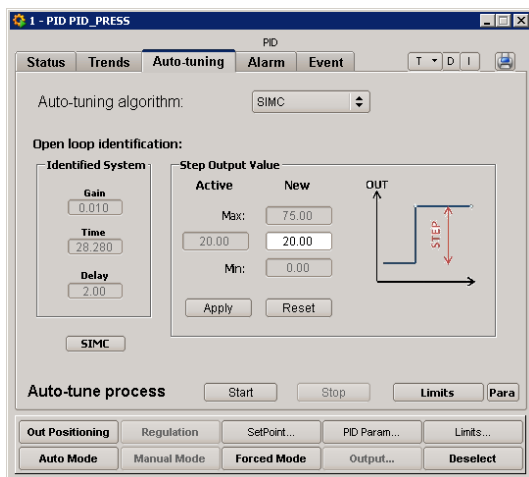 1 - PID PID_PRESS
PID
Status Trends Auto-tuning Alarm Event T D I
Auto-tuning algorithm: SIMC
Open loop identification:
Identified System
Gain
0.010
Time
28.280
Delay
2.00
SIMC
Step Output Value
Active New
Max: 75.00
20.00 20.00
Min: 0.00
Apply Reset
OUT
STEP
Auto-tune process Start Stop Limits Para
Out Positioning Regulation SetPoint... PID Param... Limits...
Auto Mode Manual Mode Forced Mode Output... Deselect